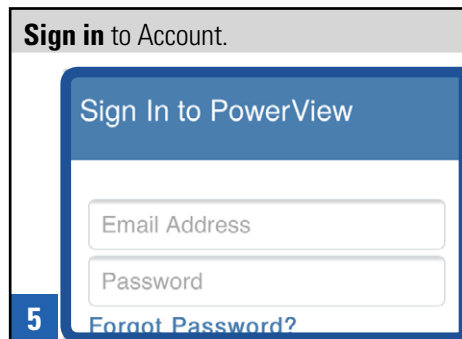 Sign in to Account.
Sign In to PowerView
Email Address
Password
5
Forgot Password?